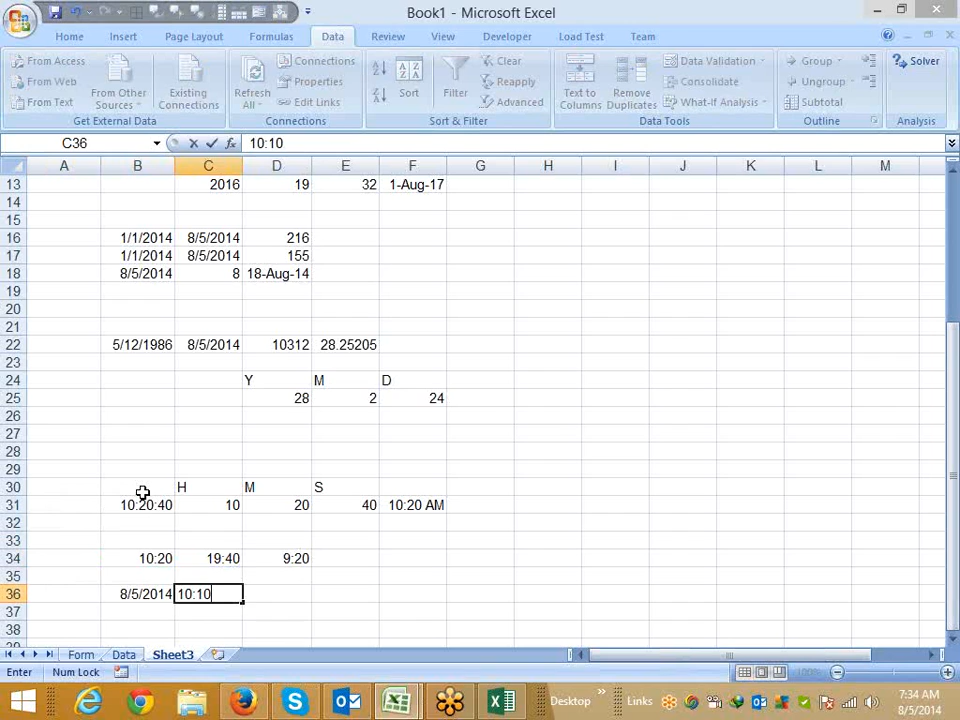 Book1 - Microsoft Excel
Home Insert Page Layout Formulas Data Review View Developer Load Test Team
From Access
From Web
From Text
From Other Sources
Existing Connections
Get External Data
Refresh All
Connections
Properties
Edit Links
Connections
Sort
Filter
Clear
Reapply
Advanced
Sort & Filter
Text to Columns
Remove Duplicates
Data Validation
Consolidate
What-If Analysis
Data Tools
Group
Ungroup
Subtotal
Outline
Solver
Analysis
C36 fx 10:10
A B C D E F G H I J K L M
13 2016 19 32 1-Aug-17
14
15
16 1/1/2014 8/5/2014 216
17 1/1/2014 8/5/2014 155
18 8/5/2014 8 18-Aug-14
19
20
21
22 5/12/1986 8/5/2014 10312 28.25205
23
24 Y M D
25 28 2 24
26
27
28
29
30 H M S
31 10:20:40 10 20 40 10:20 AM
32
33
34 10:20 19:40 9:20
35
36 8/5/2014 10:10
37
38
Form Data Sheet3
Enter Num Lock 100%
Desktop Links 7:34 AM
8/5/2014